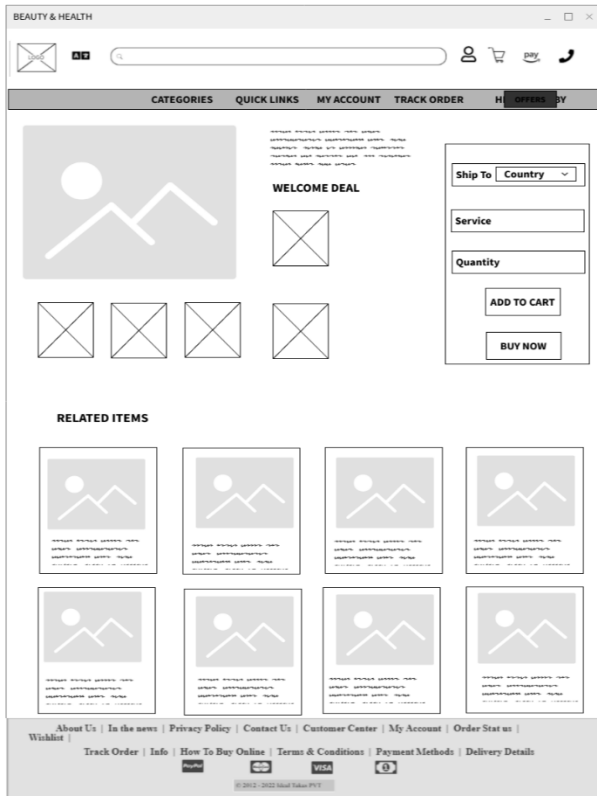 BEAUTY & HEALTH
LOGO
CATEGORIES QUICK LINKS MY ACCOUNT TRACK ORDER OFFERS BY
WELCOME DEAL
Ship To Country
Service
Quantity
ADD TO CART
BUY NOW
RELATED ITEMS
About Us | In the news | Privacy Policy | Contact Us | Customer Center | My Account | Order Stat us |
Wishlist |
Track Order | Info | How To Buy Online | Terms & Conditions | Payment Methods | Delivery Details
PayPal VISA
pay